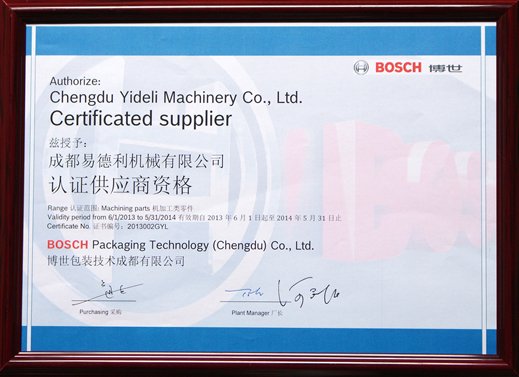 BOSCH 博世
Authorize:
Chengdu Yideli Machinery Co., Ltd.
Certificated supplier
兹授予:
成都易德利机械有限公司
认证供应商资格
Range 认证范围: Machining parts 机加工类零件
Validity period from 6/1/2013 to 5/31/2014 有效期自 2013 年 6 月 1 日起至 2014 年 5 月 31 日止
Certificate No. 证书编号: 2013002GYL
BOSCH Packaging Technology (Chengdu) Co., Ltd.
博世包装技术成都有限公司
Purchasing 采购
Plant Manager 厂长